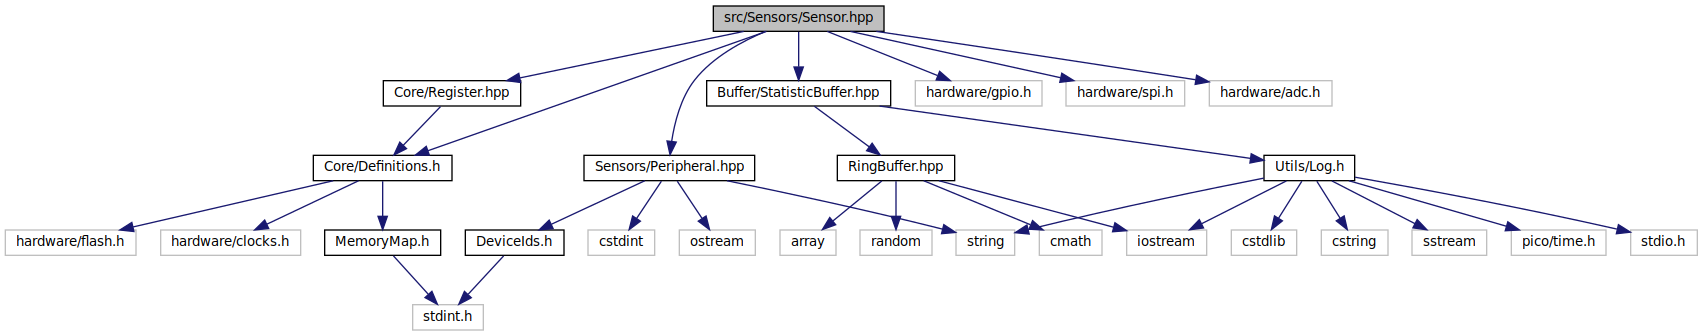 src/Sensors/Sensor.hpp
Core/Register.hpp
Buffer/StatisticBuffer.hpp
hardware/gpio.h
hardware/spi.h
hardware/adc.h
Core/Definitions.h
Sensors/Peripheral.hpp
RingBuffer.hpp
Utils/Log.h
hardware/flash.h
hardware/clocks.h
MemoryMap.h
DeviceIds.h
cstdint
ostream
array
random
string
cmath
iostream
cstdlib
cstring
sstream
pico/time.h
stdio.h
stdint.h